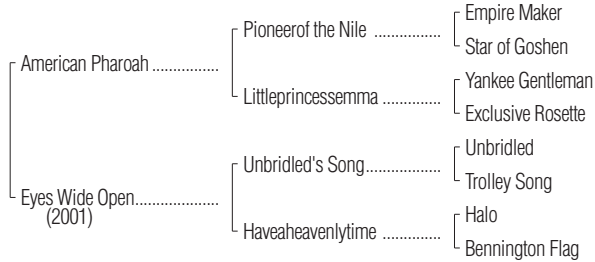 Empire Maker
Pioneerof the Nile ................
Star of Goshen
American Pharoah ................
Yankee Gentleman
Littleprincessemma ..............
Exclusive Rosette
Unbridled
Unbridled's Song..................
Trolley Song
Eyes Wide Open....................
(2001)
Halo
Haveaheavenlytime ..............
Bennington Flag